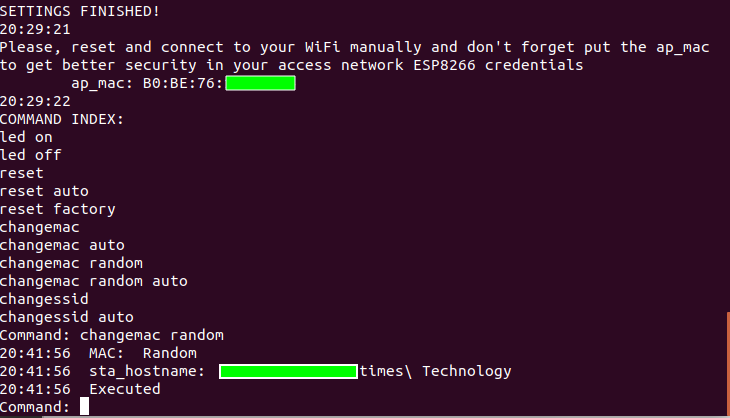 SETTINGS FINISHED!
20:29:21
Please, reset and connect to your WiFi manually and don't forget put the ap_mac
to get better security in your access network ESP8266 credentials
ap_mac: B0:BE:76:
20:29:22
COMMAND INDEX:
led on
led off
reset
reset auto
reset factory
changemac
changemac auto
changemac random
changemac random auto
changessid
changessid auto
Command: changemac random
20:41:56  MAC:  Random
20:41:56  sta_hostname: times\ Technology
20:41:56  Executed
Command: